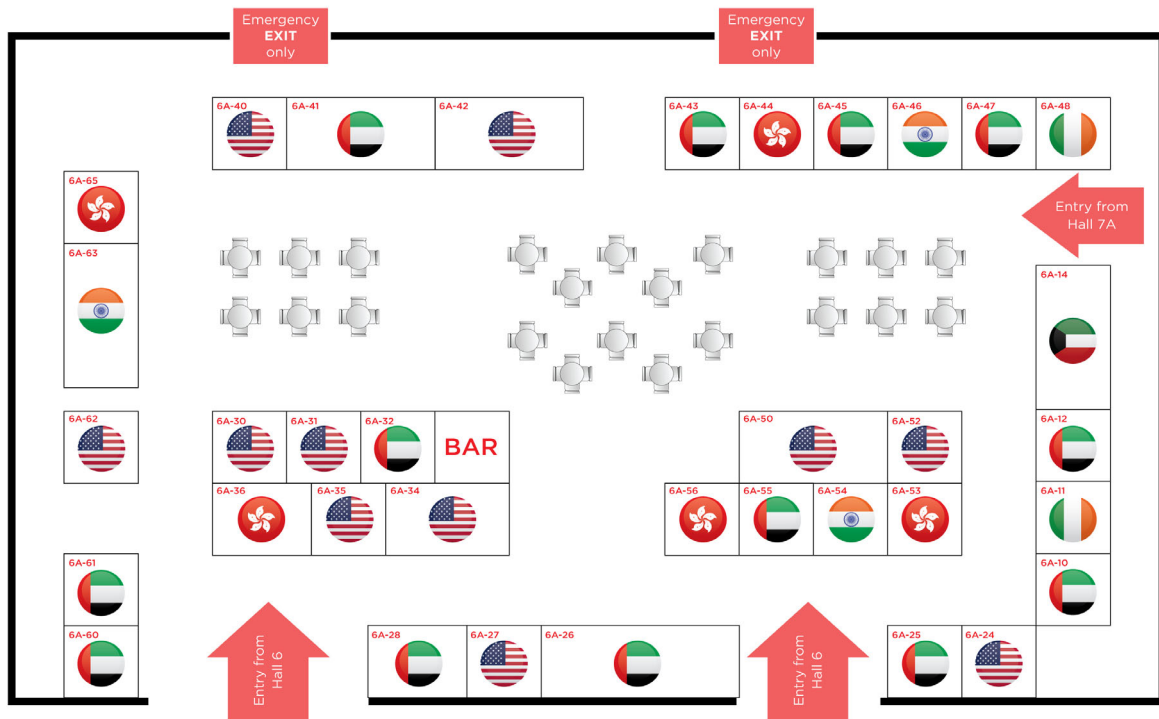 Emergency
EXIT
only
Emergency
EXIT
only
6A-40
6A-41
6A-42
6A-43
6A-44
6A-45
6A-46
6A-47
6A-48
6A-65
Entry from
Hall 7A
6A-63
6A-14
6A-62
6A-30
6A-31
6A-32
BAR
6A-50
6A-52
6A-12
6A-36
6A-35
6A-34
6A-56
6A-55
6A-54
6A-53
6A-11
6A-61
6A-10
6A-60
Entry from
Hall 6
6A-28
6A-27
6A-26
Entry from
Hall 6
6A-25
6A-24